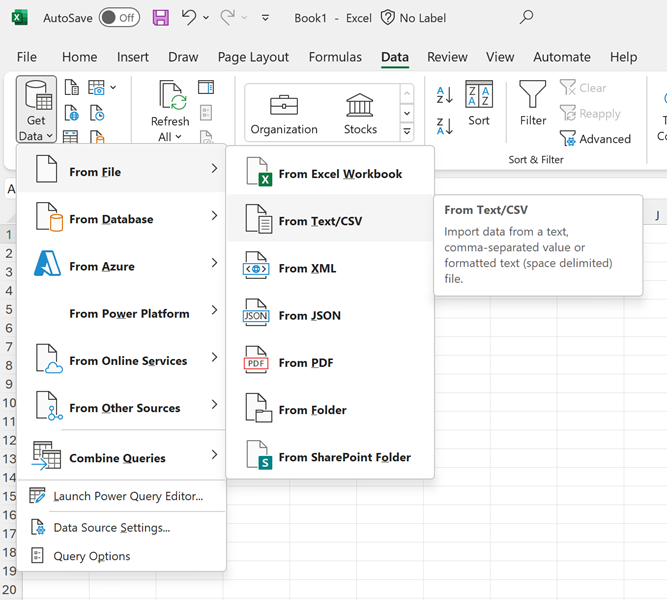 AutoSave Off Book1 - Excel No Label
File Home Insert Draw Page Layout Formulas Data Review View Automate Help
Get
Data
Refresh
All
Organization Stocks
Sort
Filter
Clear
Reapply
Advanced
Sort & Filter
From File
From Database
From Azure
From Power Platform
From Online Services
From Other Sources
Combine Queries
Launch Power Query Editor...
Data Source Settings...
Query Options
From Excel Workbook
From Text/CSV
From XML
JSON
From JSON
PDF
From PDF
From Folder
From SharePoint Folder
From Text/CSV
Import data from a text,
comma-separated value or
formatted text (space delimited)
file.
A
J
1
2
3
4
5
6
7
8
9
10
11
12
13
14
15
16
17
18
19
20